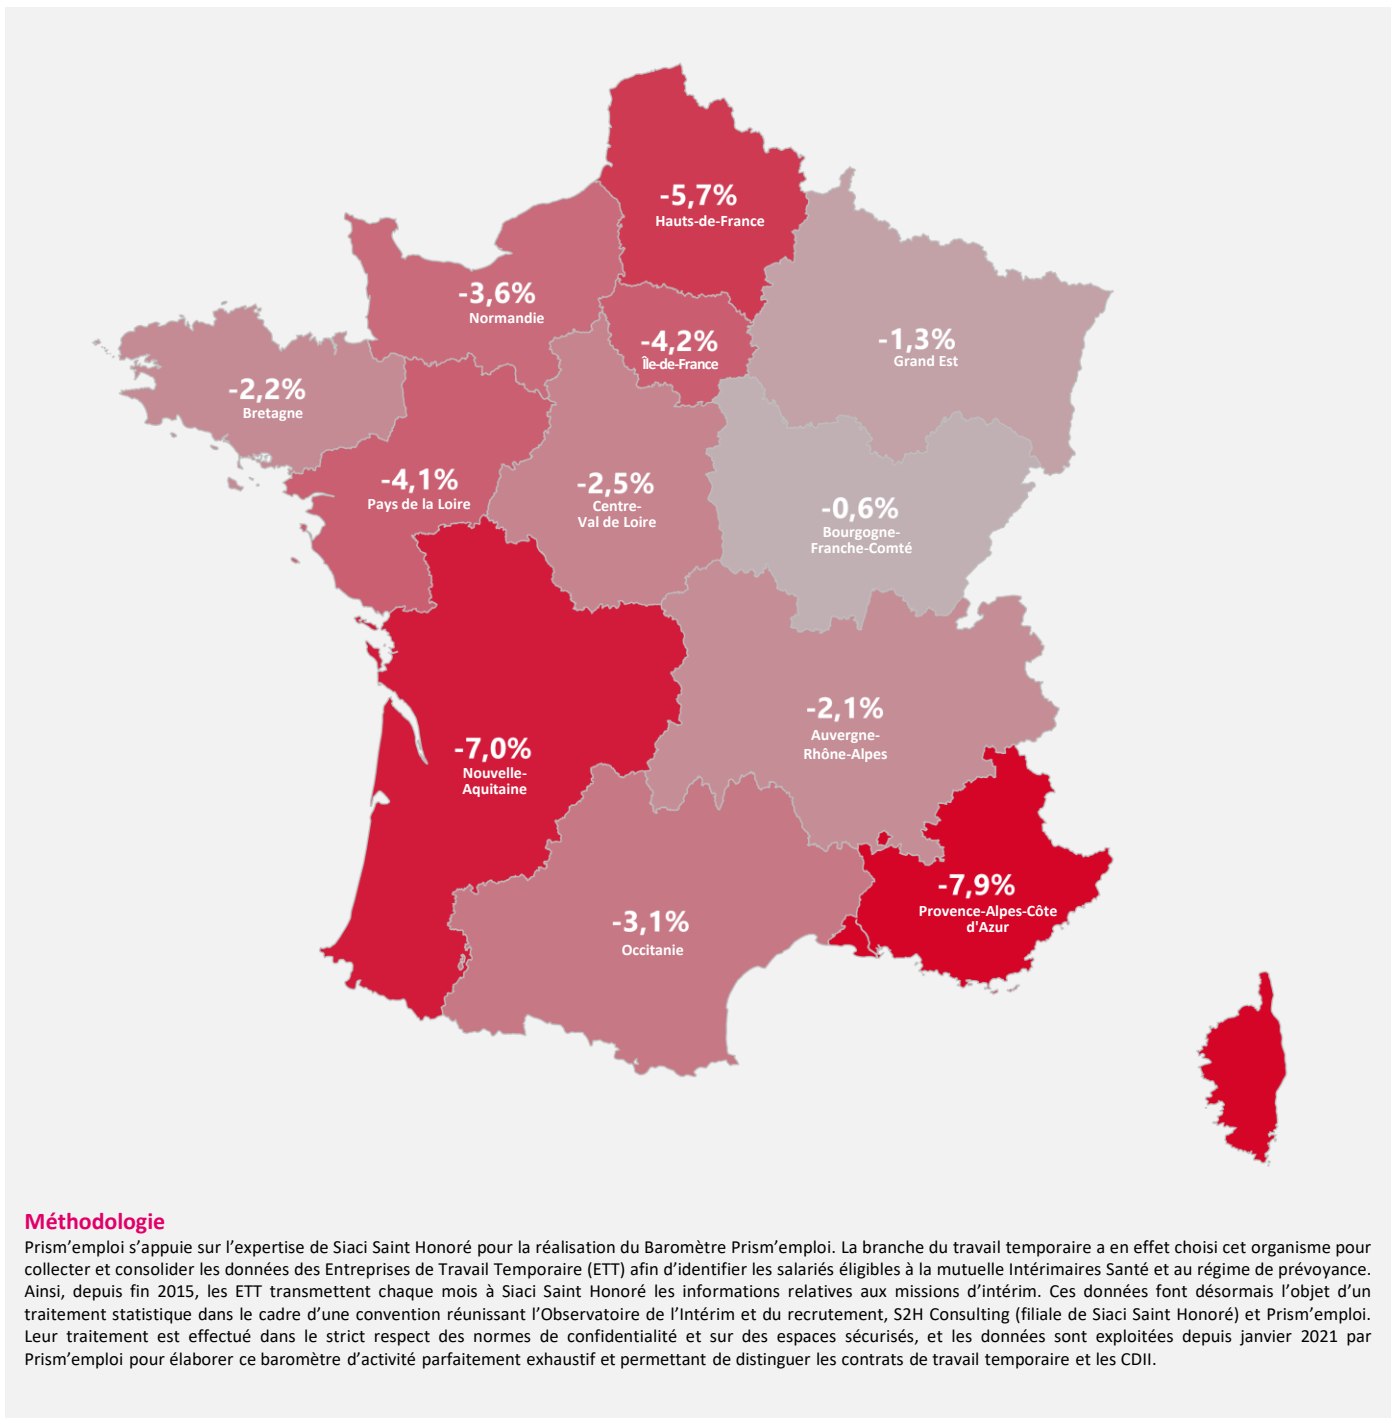 -5,7%
Hauts-de-France
-3,6%
Normandie
-4,2%
Île-de-France
-1,3%
Grand Est
-2,2%
Bretagne
-4,1%
Pays de la Loire
-2,5%
Centre-
Val de Loire
-0,6%
Bourgogne-
Franche-Comté
-2,1%
Auvergne-
Rhône-Alpes
-7,0%
Nouvelle-
Aquitaine
-7,9%
Provence-Alpes-Côte
d'Azur
-3,1%
Occitanie
Méthodologie
Prism’emploi s’appuie sur l’expertise de Siaci Saint Honoré pour la réalisation du Baromètre Prism’emploi. La branche du travail temporaire a en effet choisi cet organisme pour
collecter et consolider les données des Entreprises de Travail Temporaire (ETT) afin d’identifier les salariés éligibles à la mutuelle Intérimaires Santé et au régime de prévoyance.
Ainsi, depuis fin 2015, les ETT transmettent chaque mois à Siaci Saint Honoré les informations relatives aux missions d’intérim. Ces données font désormais l’objet d’un
traitement statistique dans le cadre d’une convention réunissant l’Observatoire de l’Intérim et du recrutement, S2H Consulting (filiale de Siaci Saint Honoré) et Prism’emploi.
Leur traitement est effectué dans le strict respect des normes de confidentialité et sur des espaces sécurisés, et les données sont exploitées depuis janvier 2021 par
Prism’emploi pour élaborer ce baromètre d’activité parfaitement exhaustif et permettant de distinguer les contrats de travail temporaire et les CDII.